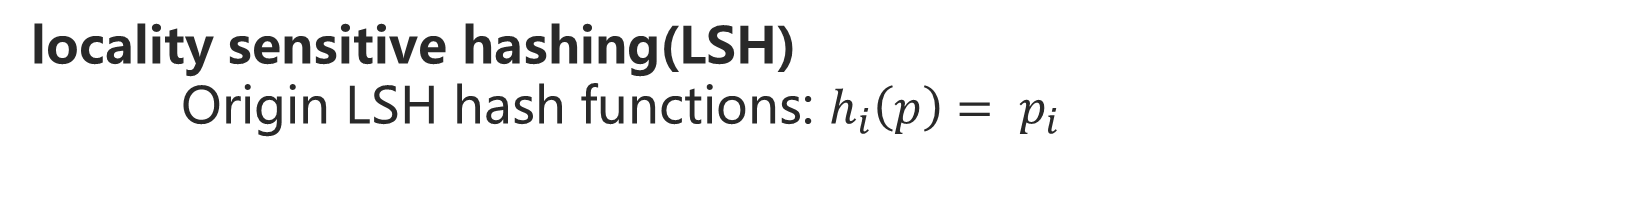 locality sensitive hashing(LSH)
Origin LSH hash functions: hᵢ(p) = pᵢ